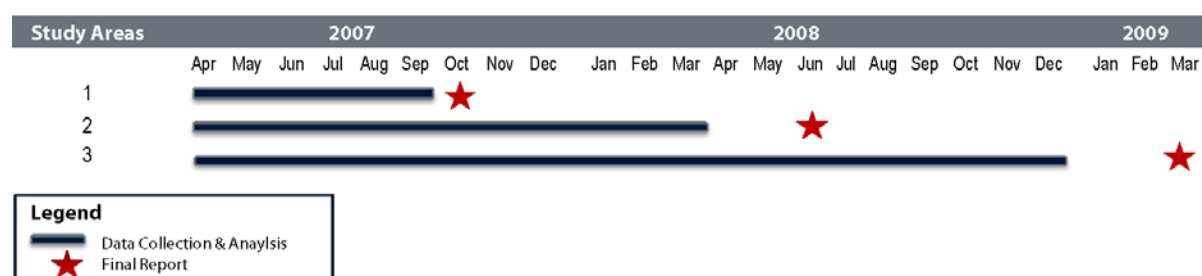 Study Areas 2007 2008 2009
Apr May Jun Jul Aug Sep Oct Nov Dec Jan Feb Mar Apr May Jun Jul Aug Sep Oct Nov Dec Jan Feb Mar
1
2
3
Legend
Data Collection & Anaylsis
Final Report